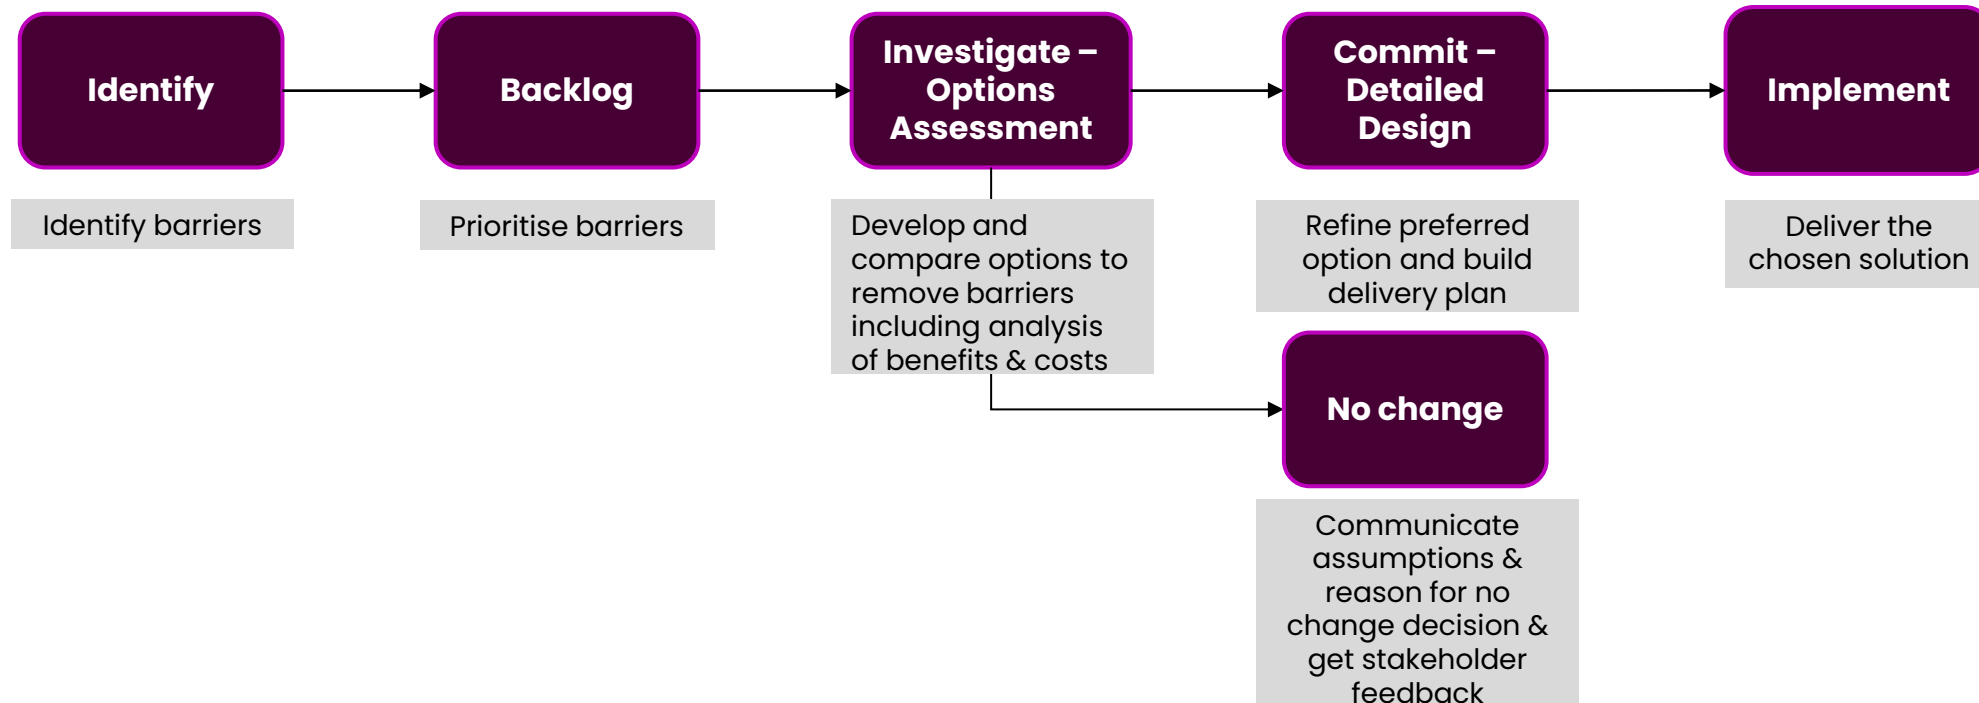 Identify
Backlog
Investigate –
Options
Assessment
Commit –
Detailed
Design
Implement
Identify barriers
Prioritise barriers
Develop and
compare options to
remove barriers
including analysis
of benefits & costs
Refine preferred
option and build
delivery plan
Deliver the
chosen solution
No change
Communicate
assumptions &
reason for no
change decision &
get stakeholder
feedback